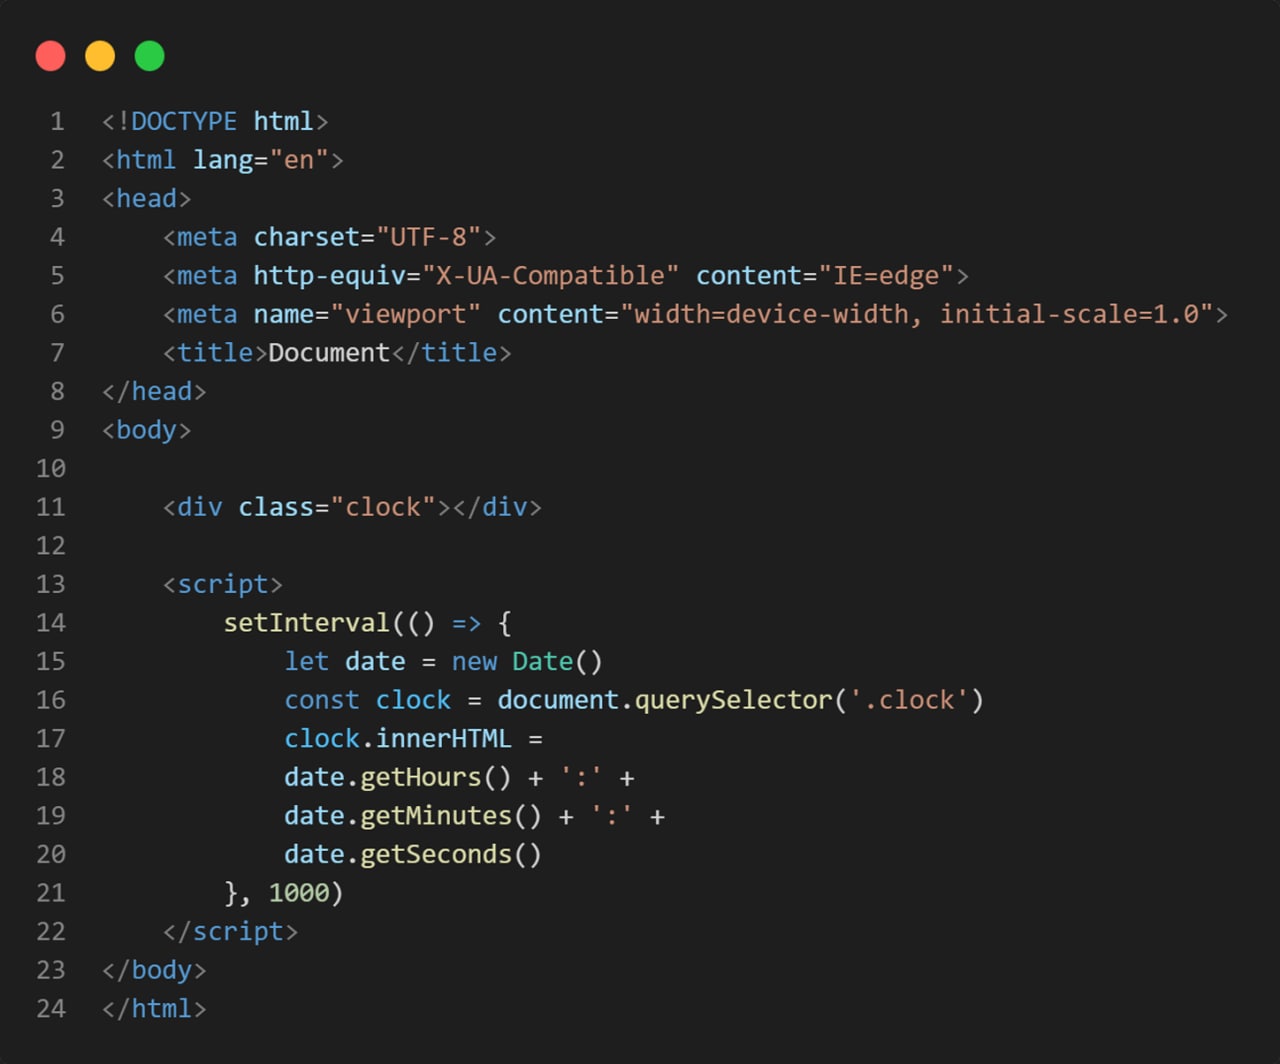 1 <!DOCTYPE html>
2 <html lang="en">
3 <head>
4     <meta charset="UTF-8">
5     <meta http-equiv="X-UA-Compatible" content="IE=edge">
6     <meta name="viewport" content="width=device-width, initial-scale=1.0">
7     <title>Document</title>
8 </head>
9 <body>
10
11     <div class="clock"></div>
12
13     <script>
14         setInterval(() => {
15             let date = new Date()
16             const clock = document.querySelector('.clock')
17             clock.innerHTML =
18             date.getHours() + ':' +
19             date.getMinutes() + ':' +
20             date.getSeconds()
21         }, 1000)
22     </script>
23 </body>
24 </html>